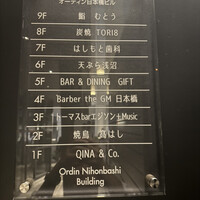 オーディン日本橋ビル
9F 鮨 むとう
8F 炭焼 TORI8
7F はしもと歯科
6F 天ぷら浅沼
5F BAR & DINING GIFT
4F Barber the GM 日本橋
3F トーマスbarエジソン+Music
2F 焼鳥 髙はし
1F QINA & Co.
Ordin Nihonbashi
Building